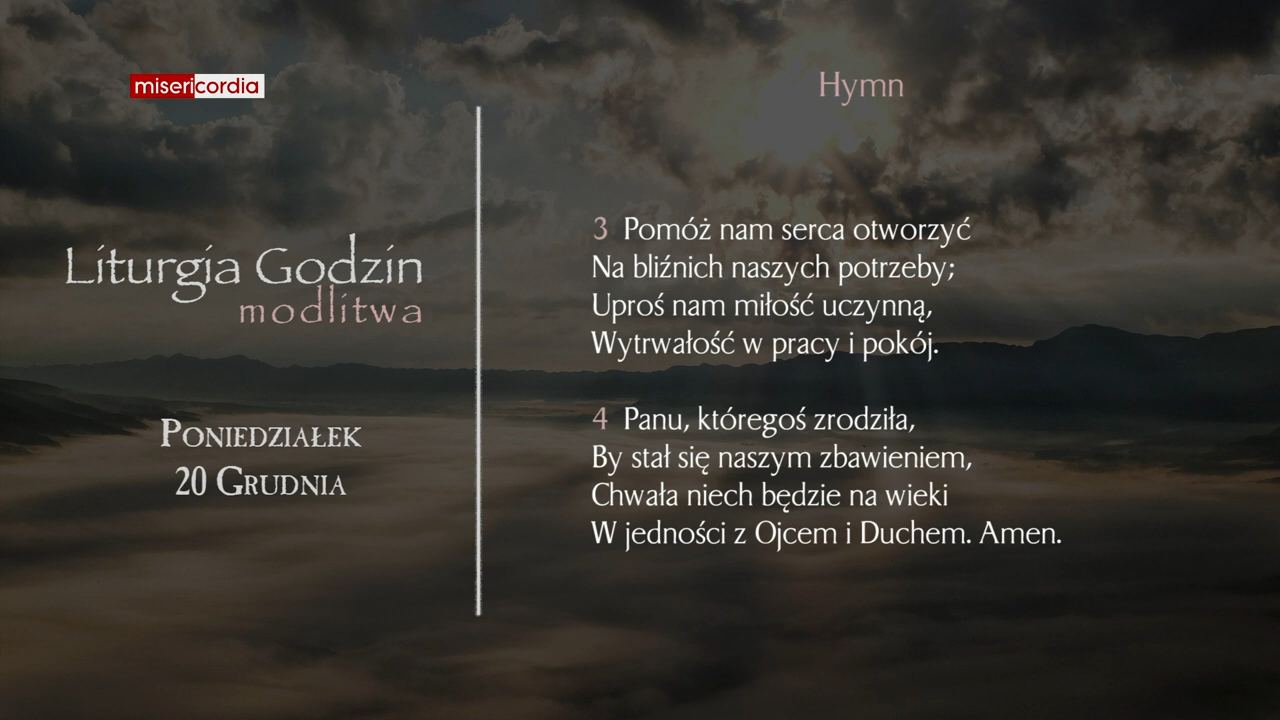 misericordia
Liturgia Godzin
modlitwa
Poniedziałek
20 Grudnia
Hymn
3 Pomóż nam serca otworzyć
Na bliźnich naszych potrzeby;
Uproś nam miłość uczynną,
Wytrwałość w pracy i pokój.
4 Panu, któregoś zrodziła,
By stał się naszym zbawieniem,
Chwała niech będzie na wieki
W jedności z Ojcem i Duchem. Amen.